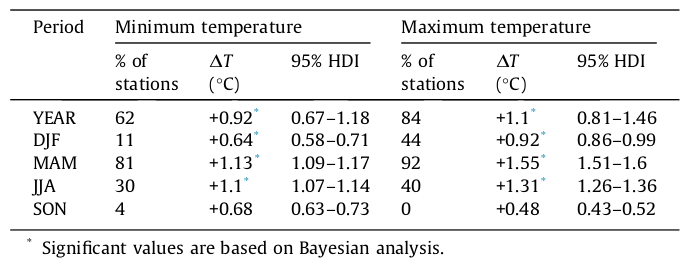 Period Minimum temperature Maximum temperature
% of ΔT 95% HDI % of ΔT 95% HDI
stations (°C) stations (°C)
YEAR 62 +0.92* 0.67–1.18 84 +1.1* 0.81–1.46
DJF 11 +0.64* 0.58–0.71 44 +0.92* 0.86–0.99
MAM 81 +1.13* 1.09–1.17 92 +1.55* 1.51–1.6
JJA 30 +1.1* 1.07–1.14 40 +1.31* 1.26–1.36
SON 4 +0.68 0.63–0.73 0 +0.48 0.43–0.52
* Significant values are based on Bayesian analysis.